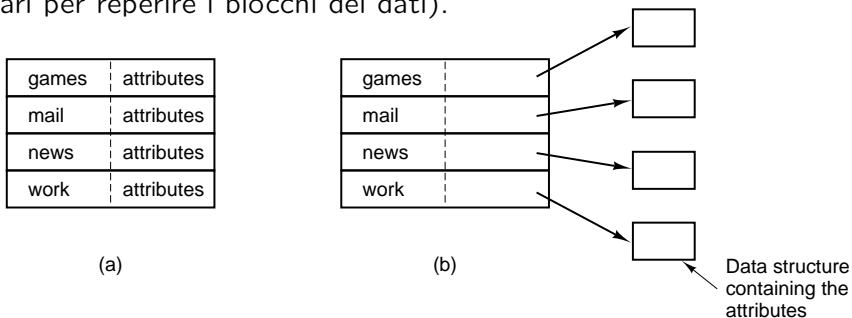 per reperire i blocchi dei dati).
games attributes
mail attributes
news attributes
work attributes
(a)
games
mail
news
work
(b)
Data structure
containing the
attributes